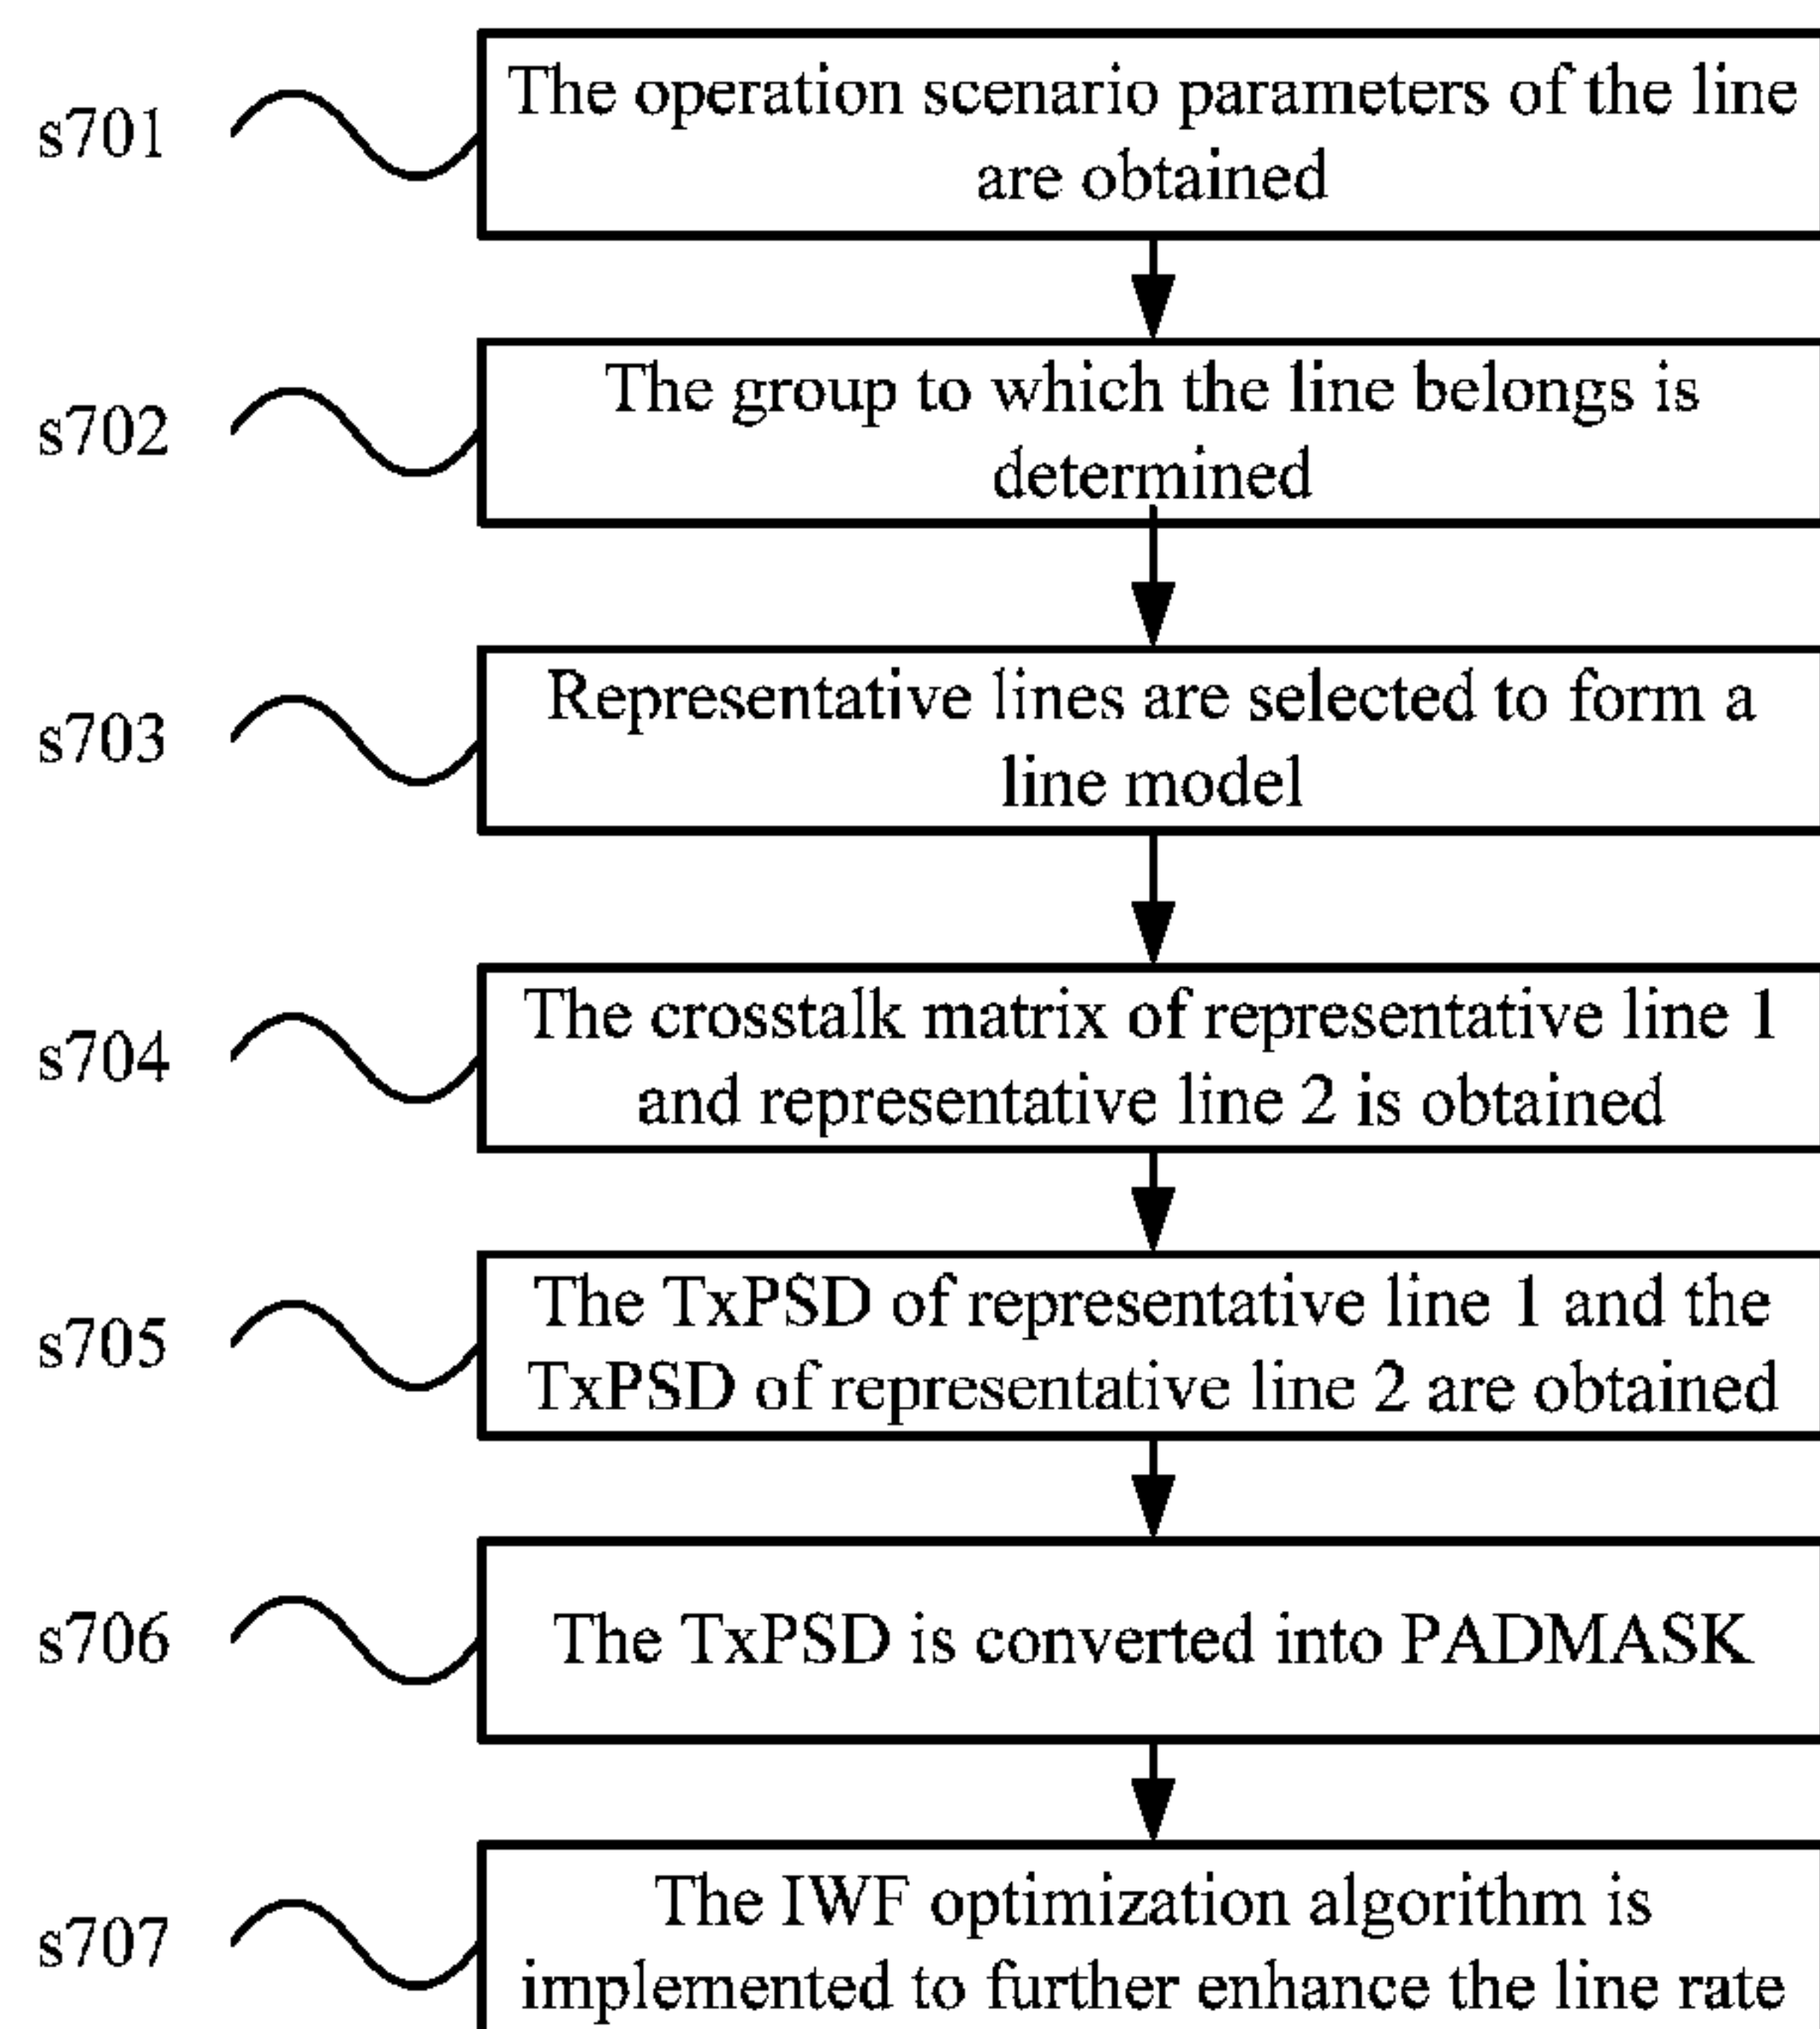 s701
The operation scenario parameters of the line
are obtained
s702
The group to which the line belongs is
determined
s703
Representative lines are selected to form a
line model
s704
The crosstalk matrix of representative line 1
and representative line 2 is obtained
s705
The TxPSD of representative line 1 and the
TxPSD of representative line 2 are obtained
s706
The TxPSD is converted into PADMASK
s707
The IWF optimization algorithm is
implemented to further enhance the line rate